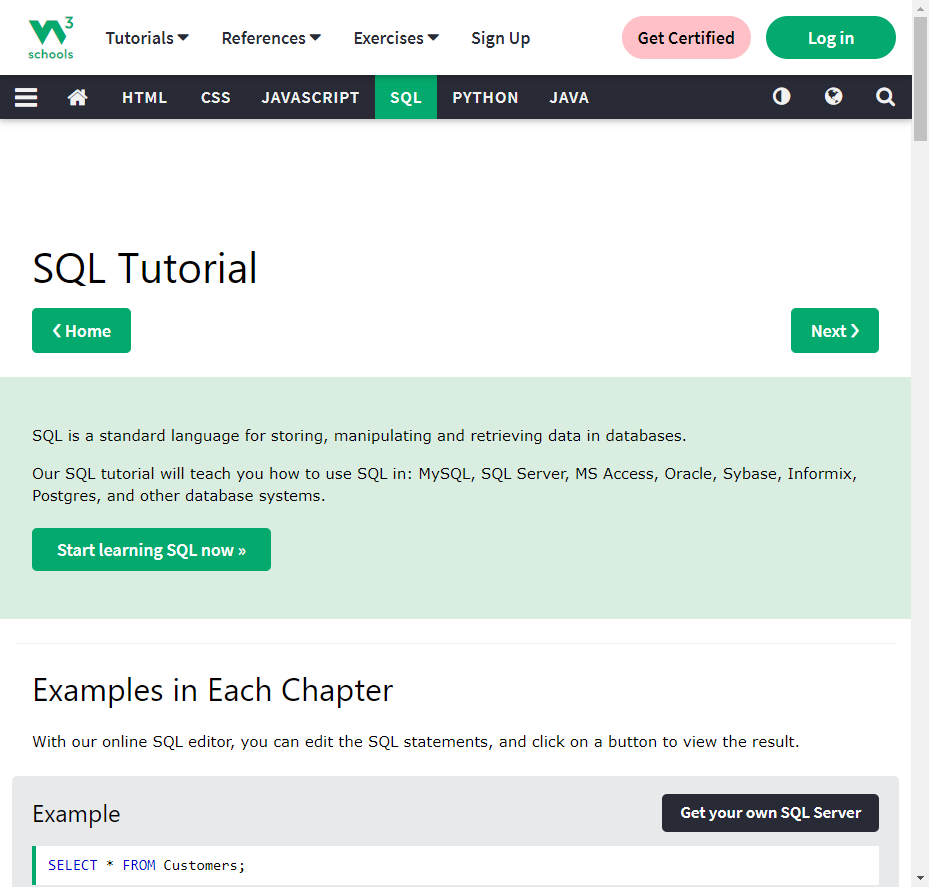 3
schools
Tutorials References Exercises Sign Up Get Certified Log in
HTML CSS JAVASCRIPT SQL PYTHON JAVA
SQL Tutorial
❮ Home Next ❯
SQL is a standard language for storing, manipulating and retrieving data in databases.
Our SQL tutorial will teach you how to use SQL in: MySQL, SQL Server, MS Access, Oracle, Sybase, Informix,
Postgres, and other database systems.
Start learning SQL now »
Examples in Each Chapter
With our online SQL editor, you can edit the SQL statements, and click on a button to view the result.
Example Get your own SQL Server
SELECT * FROM Customers;